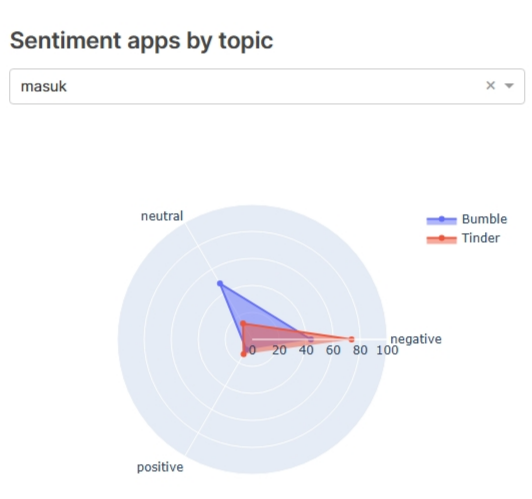 Sentiment apps by topic
masuk
neutral
Bumble
Tinder
negative
0 20 40 60 80 100
positive